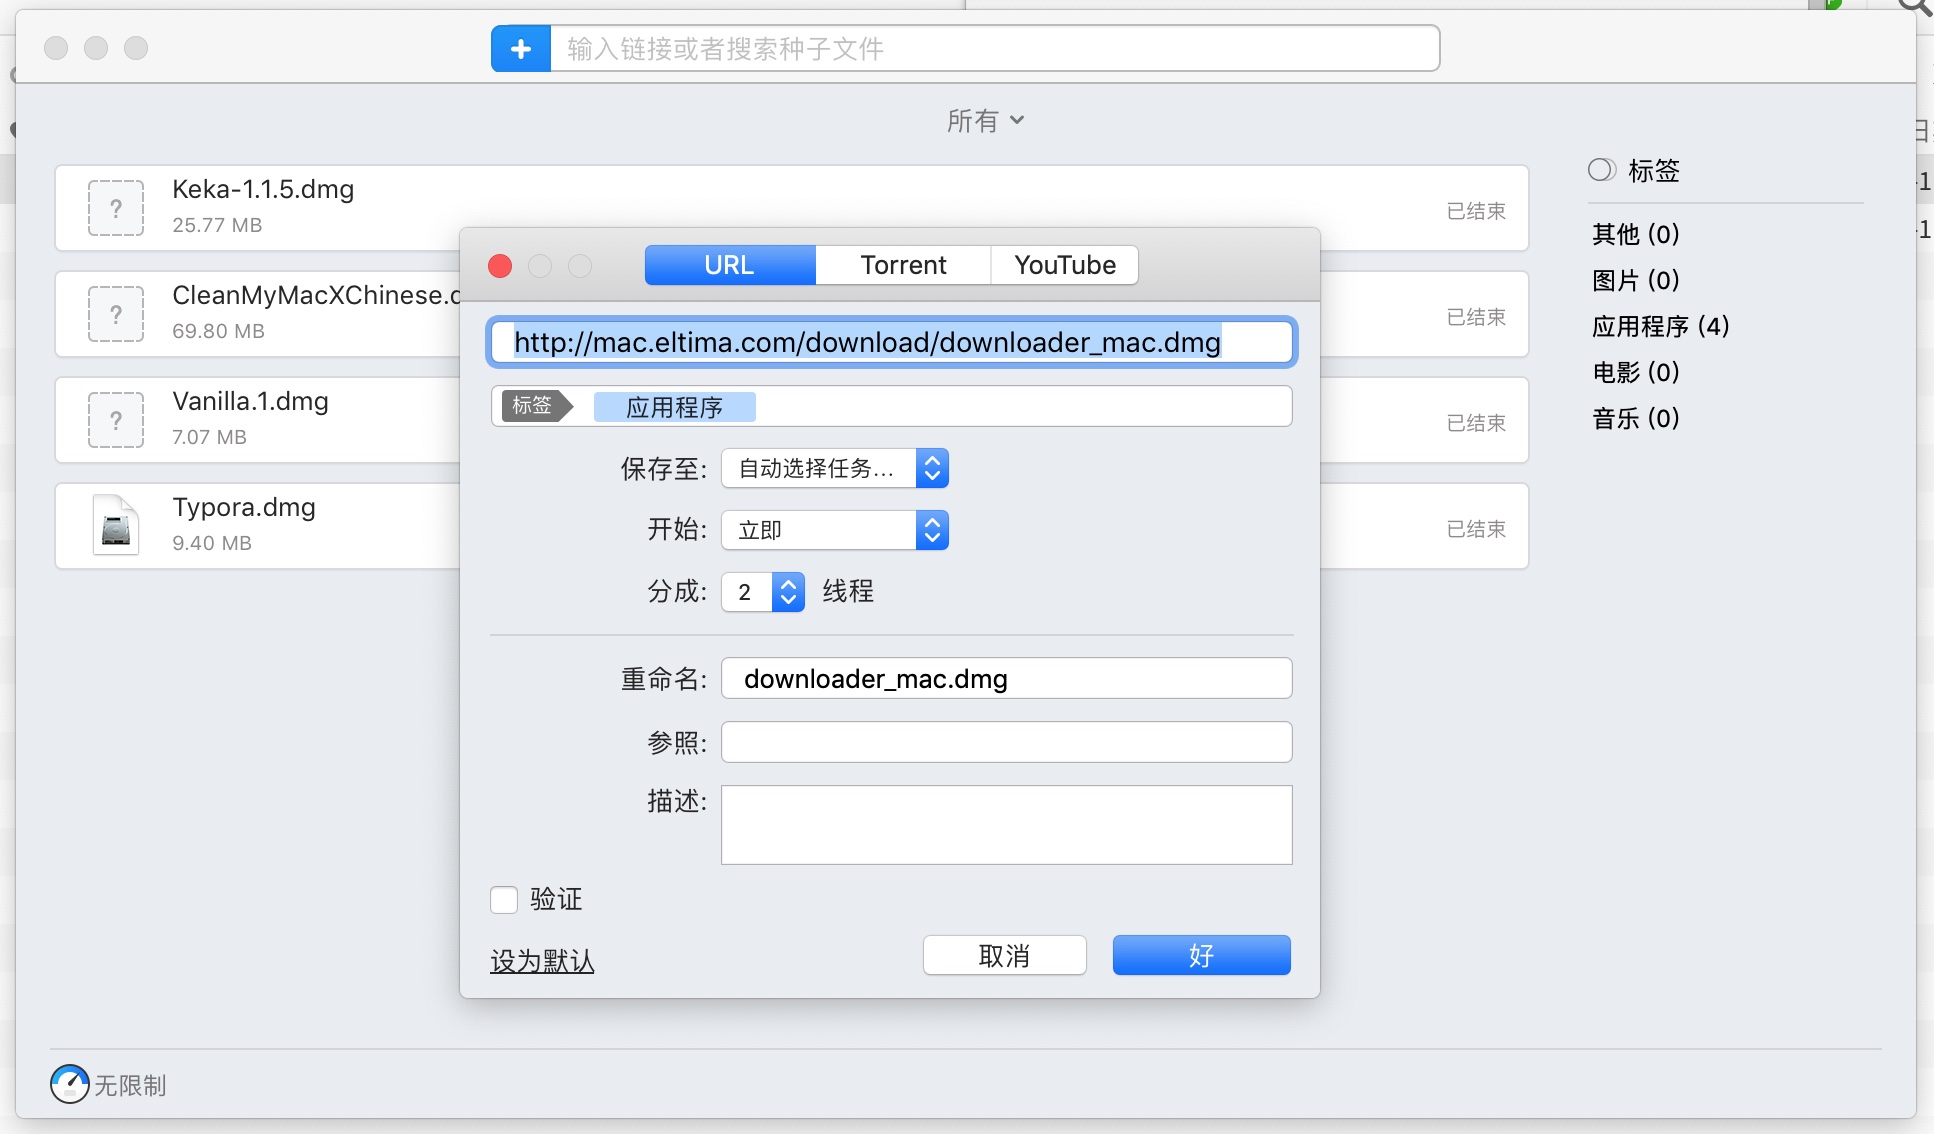 输入链接或者搜索种子文件
所有
Keka-1.1.5.dmg
25.77 MB
已结束
CleanMyMacXChinese.d
69.80 MB
已结束
Vanilla.1.dmg
7.07 MB
已结束
Typora.dmg
9.40 MB
已结束
标签
其他 (0)
图片 (0)
应用程序 (4)
电影 (0)
音乐 (0)
URL
Torrent
YouTube
http://mac.eltima.com/download/downloader_mac.dmg
标签 应用程序
保存至: 自动选择任务...
开始: 立即
分成: 2 线程
重命名: downloader_mac.dmg
参照:
描述:
验证
设为默认
取消
好
无限制